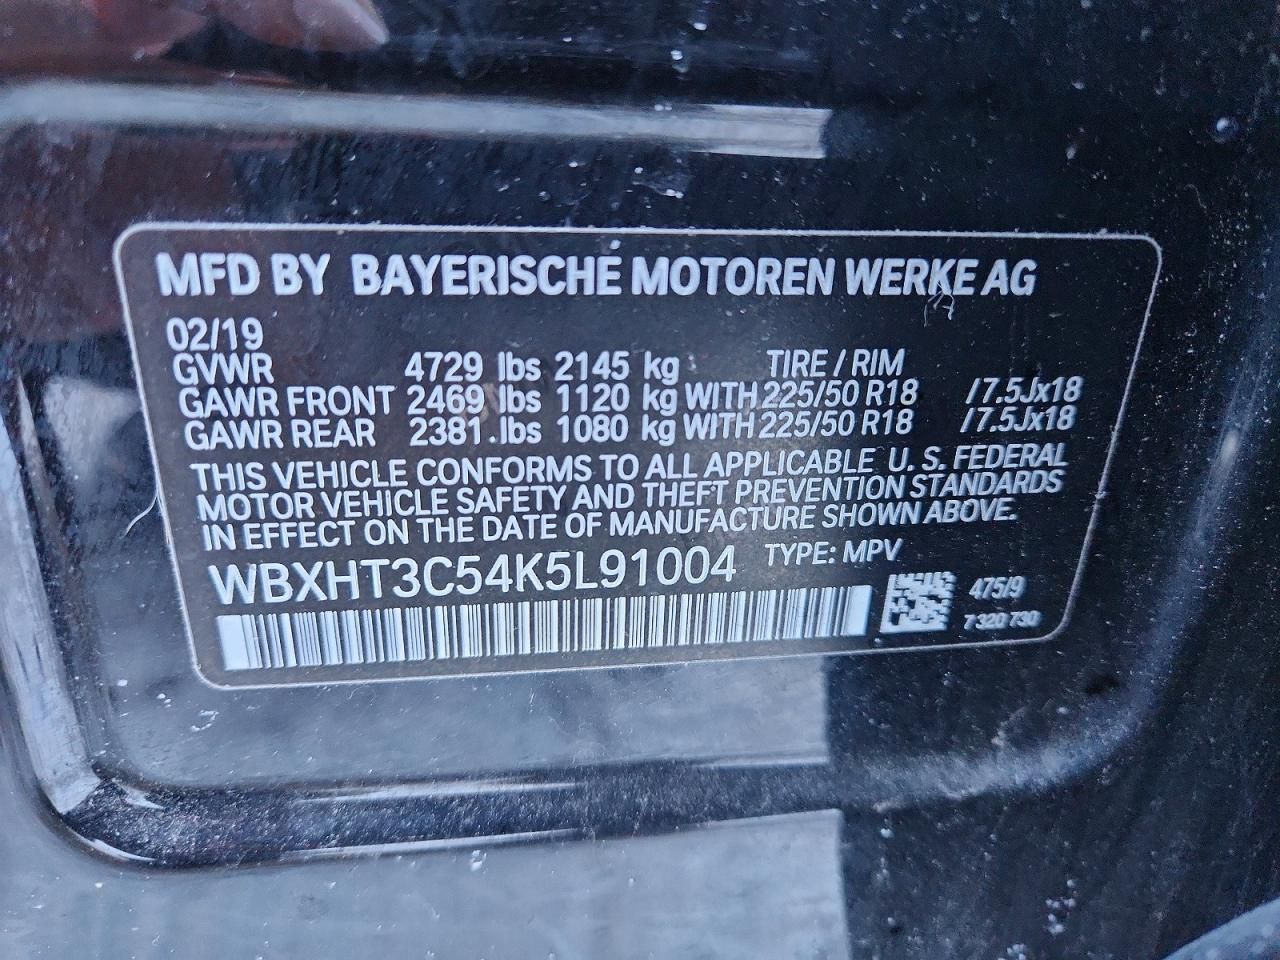 MFD BY BAYERISCHE MOTOREN WERKE AG
02/19
GVWR 4729 lbs 2145 kg TIRE / RIM
GAWR FRONT 2469 lbs 1120 kg WITH 225/50 R18 /7.5Jx18
GAWR REAR 2381 lbs 1080 kg WITH 225/50 R18 /7.5Jx18
THIS VEHICLE CONFORMS TO ALL APPLICABLE U. S. FEDERAL
MOTOR VEHICLE SAFETY AND THEFT PREVENTION STANDARDS
IN EFFECT ON THE DATE OF MANUFACTURE SHOWN ABOVE.
WBXHT3C54K5L91004 TYPE: MPV
475/9
7 320 730